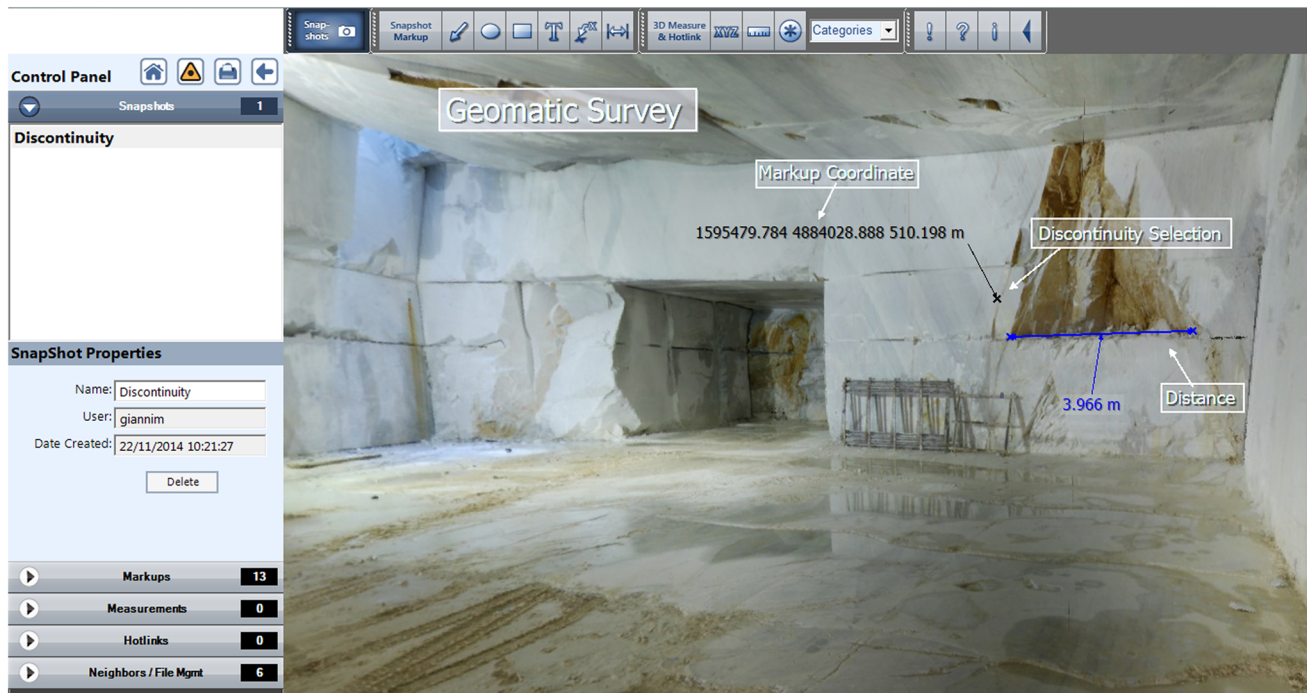 Snap-
shots
Snapshot
Markup
T
3D Measure
& Hotlink
XYZ
Categories
!
?
i
Control Panel
Snapshots 1
Discontinuity
SnapShot Properties
Name: Discontinuity
User: giannim
Date Created: 22/11/2014 10:21:27
Delete
Markups 13
Measurements 0
Hotlinks 0
Neighbors / File Mgmt 6
Geomatic Survey
Markup Coordinate
1595479.784 4884028.888 510.198 m
Discontinuity Selection
3.966 m
Distance